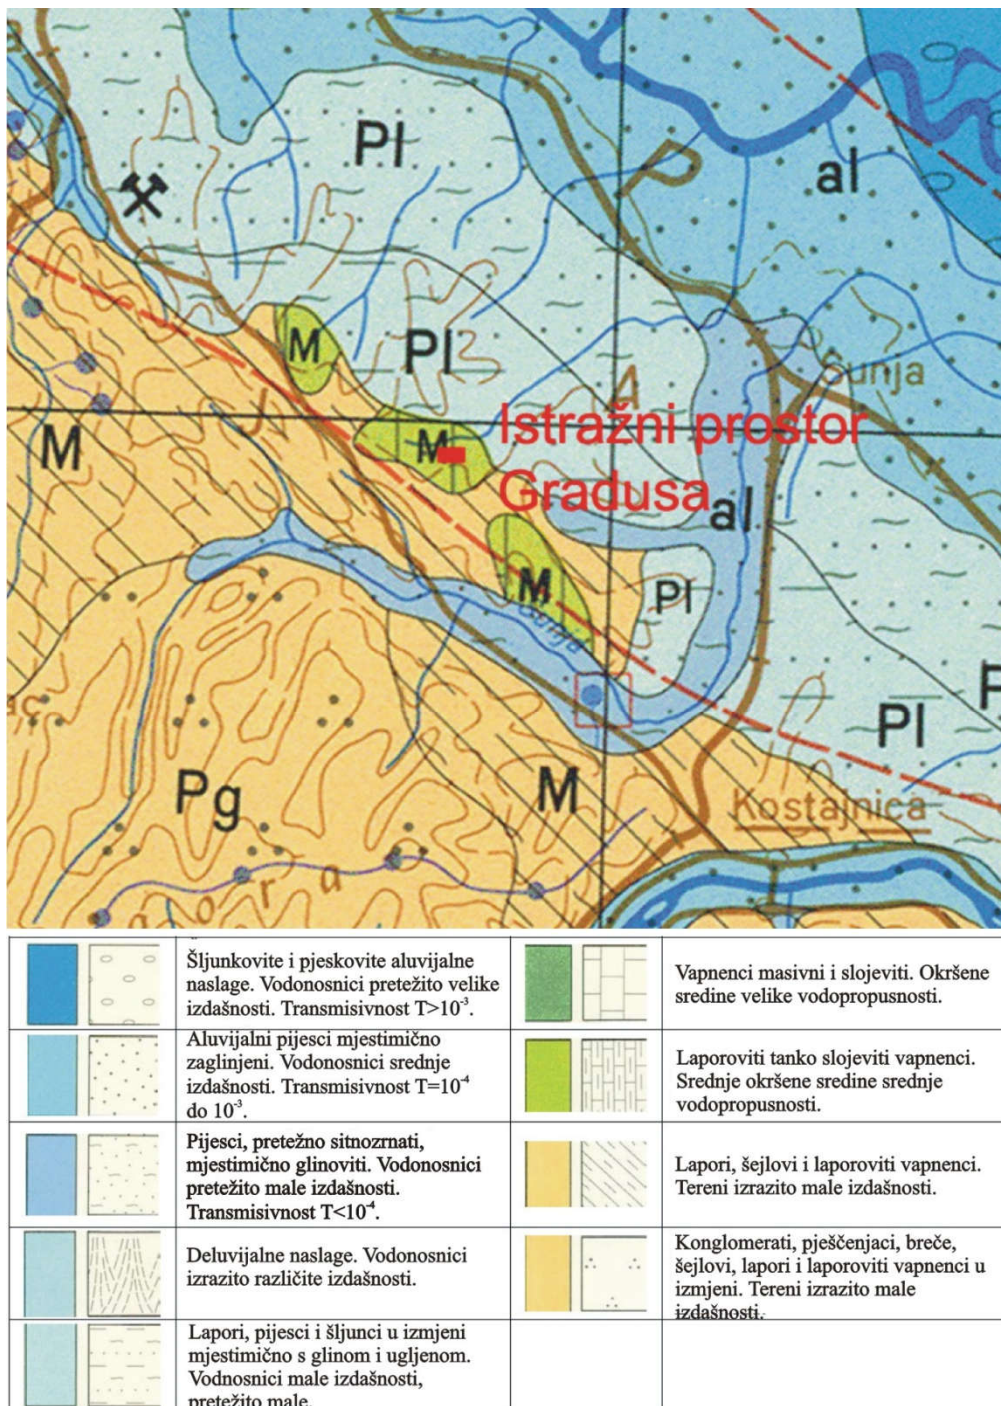 Pl
al
Pl
M
Šunja
M
M
Istražni prostor
Gradusa
al
M
Pl
Pl
P
Pg
M
Kostajnica
o r a
Šljunkovite i pjeskovite aluvijalne
naslage. Vodonosnici pretežito velike
izdašnosti. Transmisivnost T>10⁻³.
Aluvijalni pijesci mjestimično
zaglinjeni. Vodonosnici srednje
izdašnosti. Transmisivnost T=10⁻⁴
do 10⁻³.
Pijesci, pretežno sitnozrnati,
mjestimično glinoviti. Vodonosnici
pretežito male izdašnosti.
Transmisivnost T<10⁻⁴.
Deluvijalne naslage. Vodonosnici
izrazito različite izdašnosti.
Lapori, pijesci i šljunci u izmjeni
mjestimično s glinom i ugljenom.
Vodnosnici male izdašnosti,
pretežito male.
Vapnenci masivni i slojeviti. Okršene
sredine velike vodopropusnosti.
Laporoviti tanko slojeviti vapnenci.
Srednje okršene sredine srednje
vodopropusnosti.
Lapori, šejlovi i laporoviti vapnenci.
Tereni izrazito male izdašnosti.
Konglomerati, pješčenjaci, breče,
šejlovi, lapori i laporoviti vapnenci u
izmjeni. Tereni izrazito male
izdašnosti.